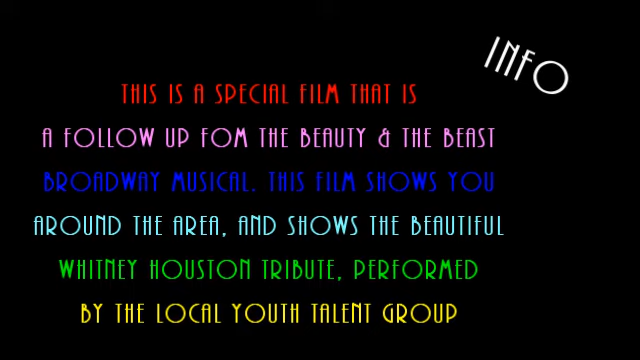 INFO
THIS IS A SPECIAL FILM THAT IS
A FOLLOW UP FOM THE BEAUTY & THE BEAST
BROADWAY MUSICAL. THIS FILM SHOWS YOU
AROUND THE AREA, AND SHOWS THE BEAUTIFUL
WHITNEY HOUSTON TRIBUTE, PERFORMED
BY THE LOCAL YOUTH TALENT GROUP